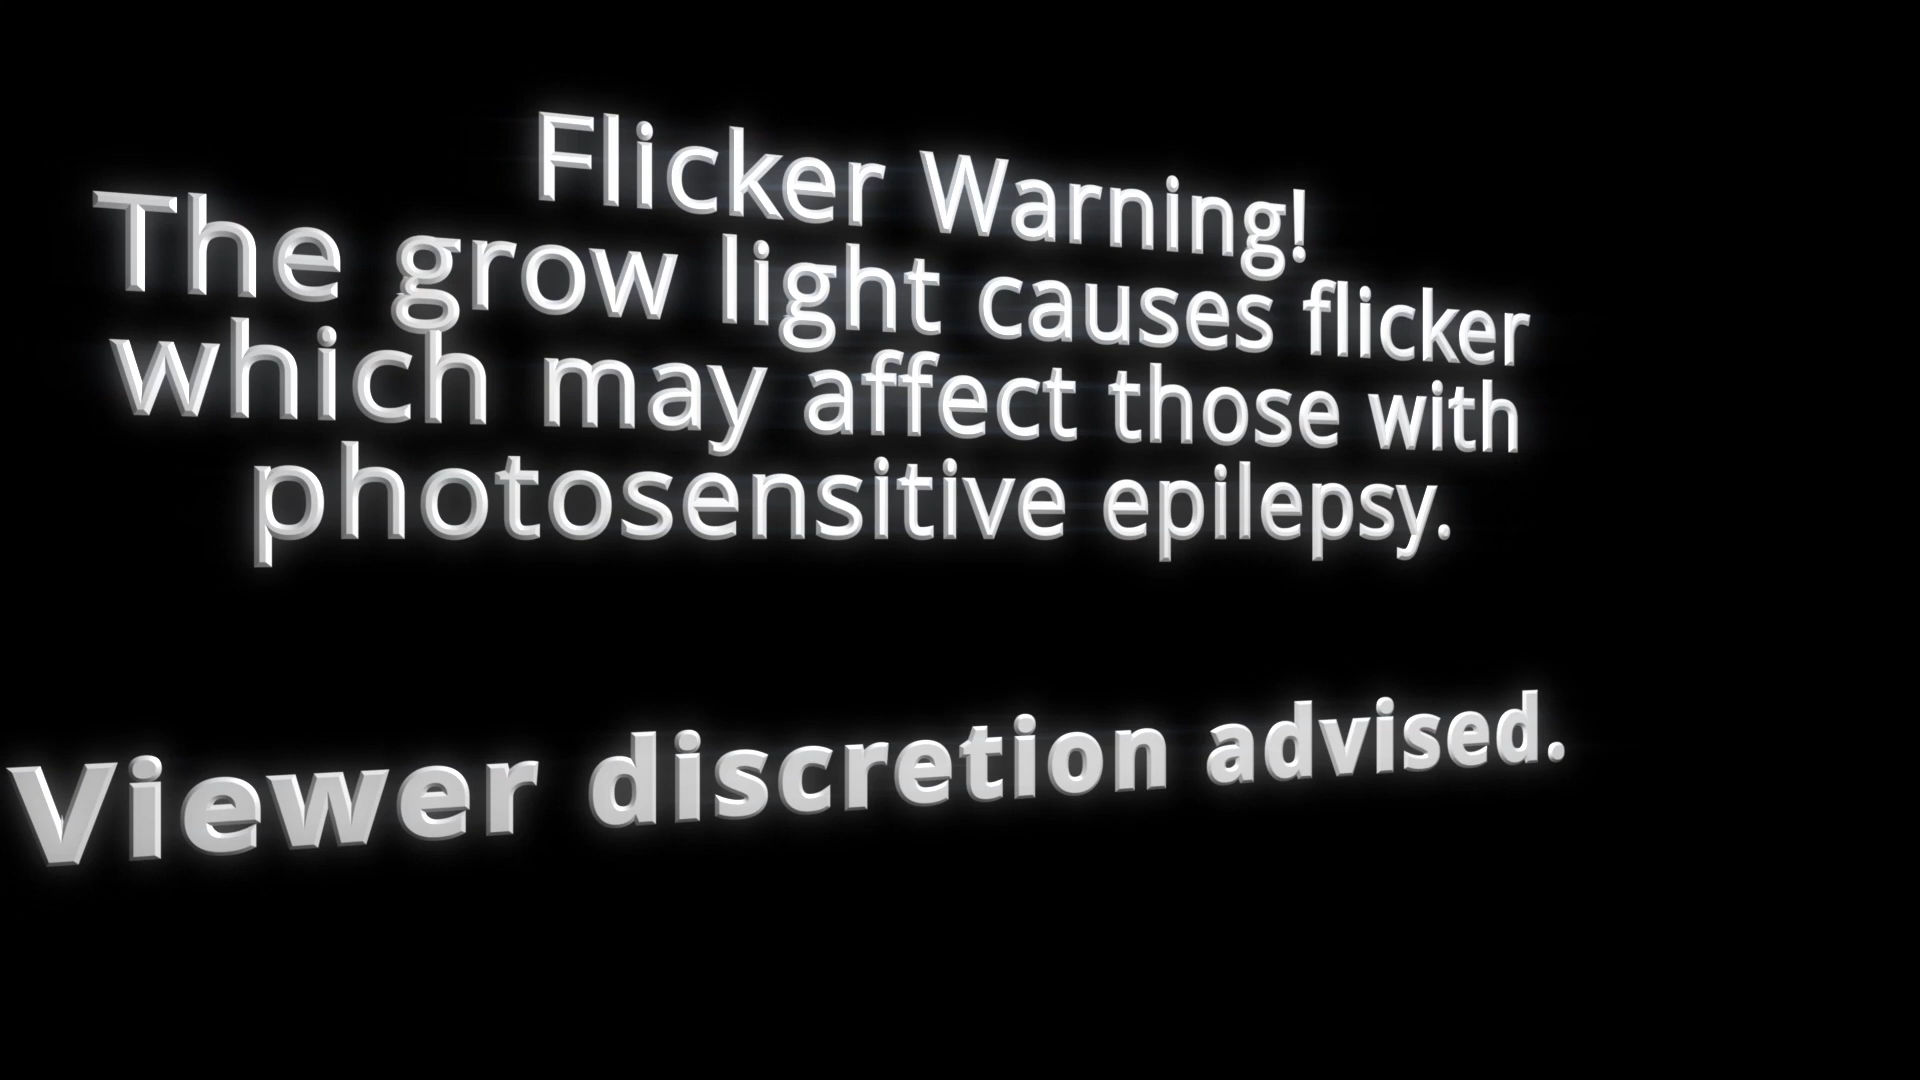 Flicker Warning!
The grow light causes flicker
which may affect those with
photosensitive epilepsy.
Viewer discretion advised.